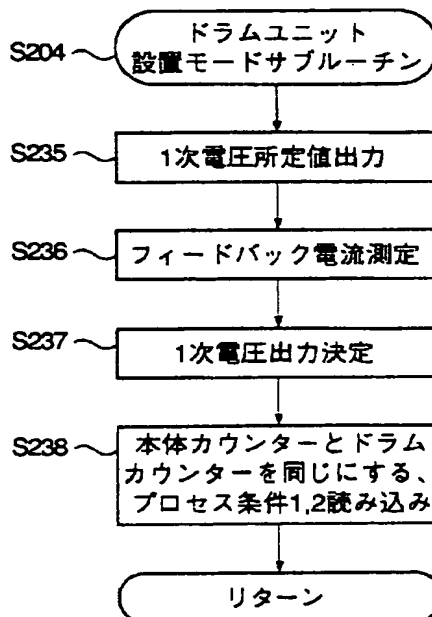 S204
ドラムユニット
設置モードサブルーチン
S235
1次電圧所定値出力
S236
フィードバック電流測定
S237
1次電圧出力決定
S238
本体カウンターとドラム
カウンターを同じにする、
プロセス条件1,2読み込み
リターン